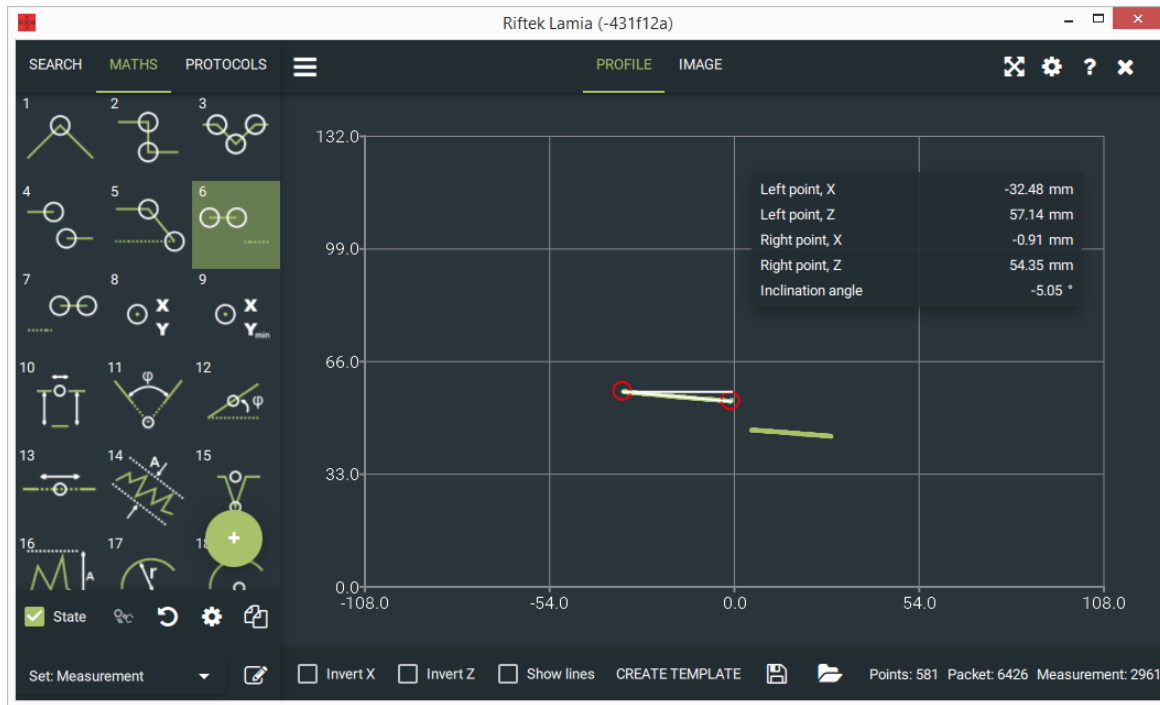 Riftek Lamia (-431f12a)
SEARCH MATHS PROTOCOLS PROFILE IMAGE ?
1 2 3
4 5 6
7 8 9
X Y X Ymin
10 11 12
φ φ
13 14 15
A
16 17 18
A r
State
Set: Measurement
132.0
99.0
66.0
33.0
0.0
-108.0 -54.0 0.0 54.0 108.0
Left point, X -32.48 mm
Left point, Z 57.14 mm
Right point, X -0.91 mm
Right point, Z 54.35 mm
Inclination angle -5.05 °
Invert X Invert Z Show lines CREATE TEMPLATE Points: 581 Packet: 6426 Measurement: 2961